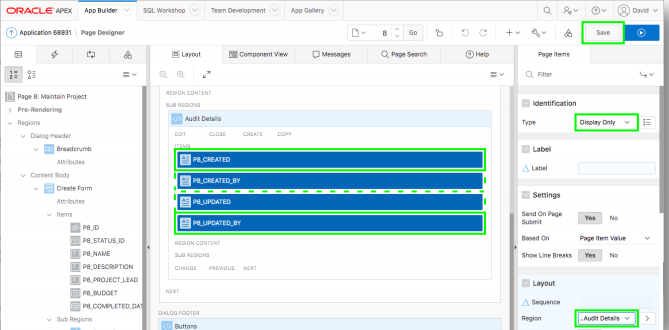 ORACLE APEX App Builder SQL Workshop Team Development App Gallery David
Application 68931 \ Page Designer 8 Go Save
Layout Component View Messages Page Search Help Page Items
Filter
Page 8: Maintain Project
Pre-Rendering
Regions
Dialog Header
Breadcrumb
Attributes
Content Body
Create Form
Attributes
Items
P8_ID
P8_STATUS_ID
P8_NAME
P8_DESCRIPTION
P8_PROJECT_LEAD
P8_BUDGET
P8_COMPLETED_DAT
Sub Regions
REGION CONTENT
SUB REGIONS
Audit Details
EDIT CLOSE CREATE COPY
ITEMS
P8_CREATED
P8_CREATED_BY
P8_UPDATED
P8_UPDATED_BY
REGION CONTENT
SUB REGIONS
CHANGE PREVIOUS NEXT
NEXT
DIALOG FOOTER
Buttons
Identification
Type Display Only
Label
Label
Settings
Send On Page
Submit Yes No
Based On Page Item Value
Show Line Breaks Yes No
Layout
Sequence
Region ..Audit Details